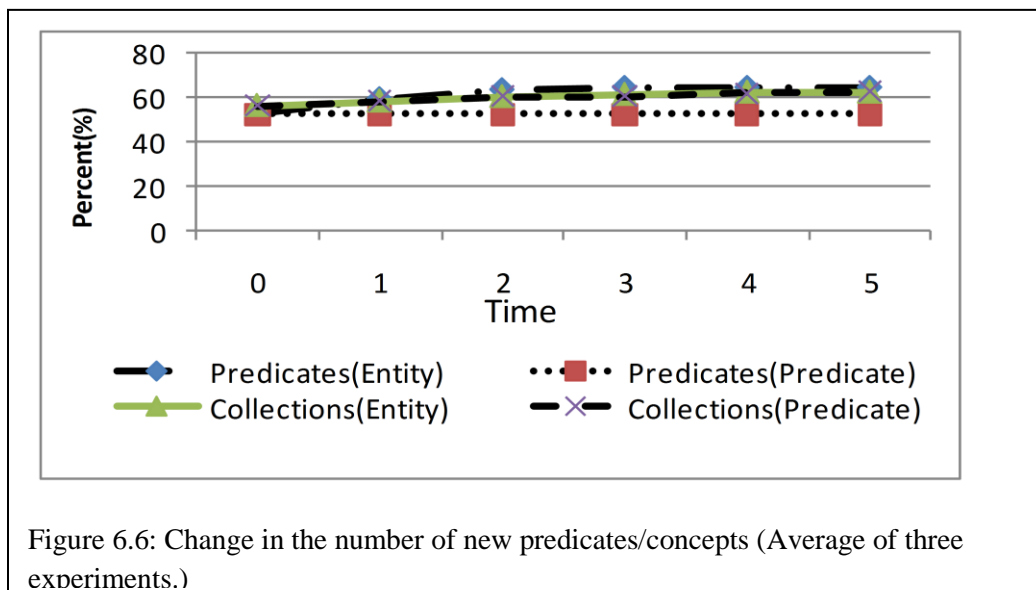 80
60
40
20
0
Percent(%)
0 1 2 3 4 5
Time
Predicates(Entity) Predicates(Predicate)
Collections(Entity) Collections(Predicate)
Figure 6.6: Change in the number of new predicates/concepts (Average of three
experiments.)